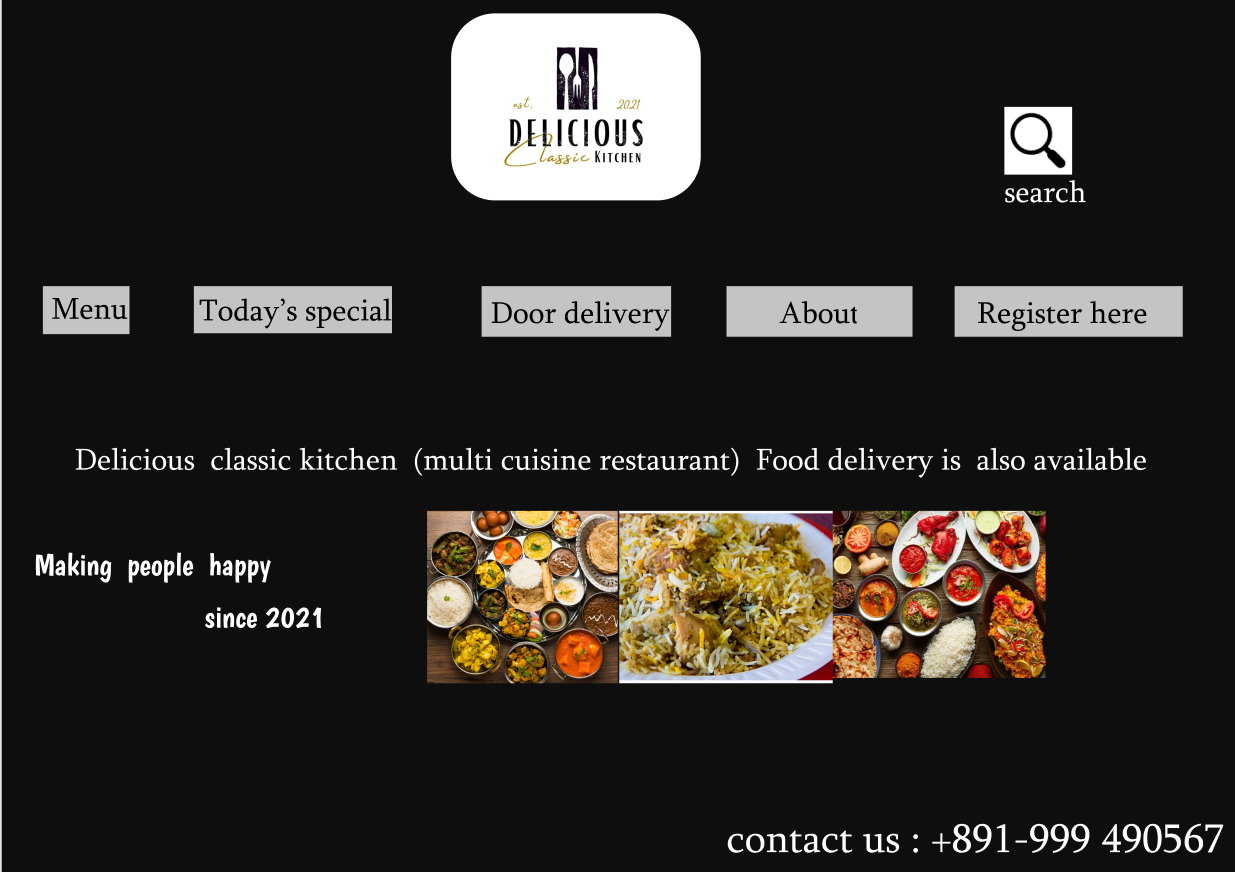 est. 2021
DELICIOUS
Classic KITCHEN
search
Menu Today’s special Door delivery About Register here
Delicious classic kitchen (multi cuisine restaurant) Food delivery is also available
Making people happy
since 2021
contact us : +891-999 490567